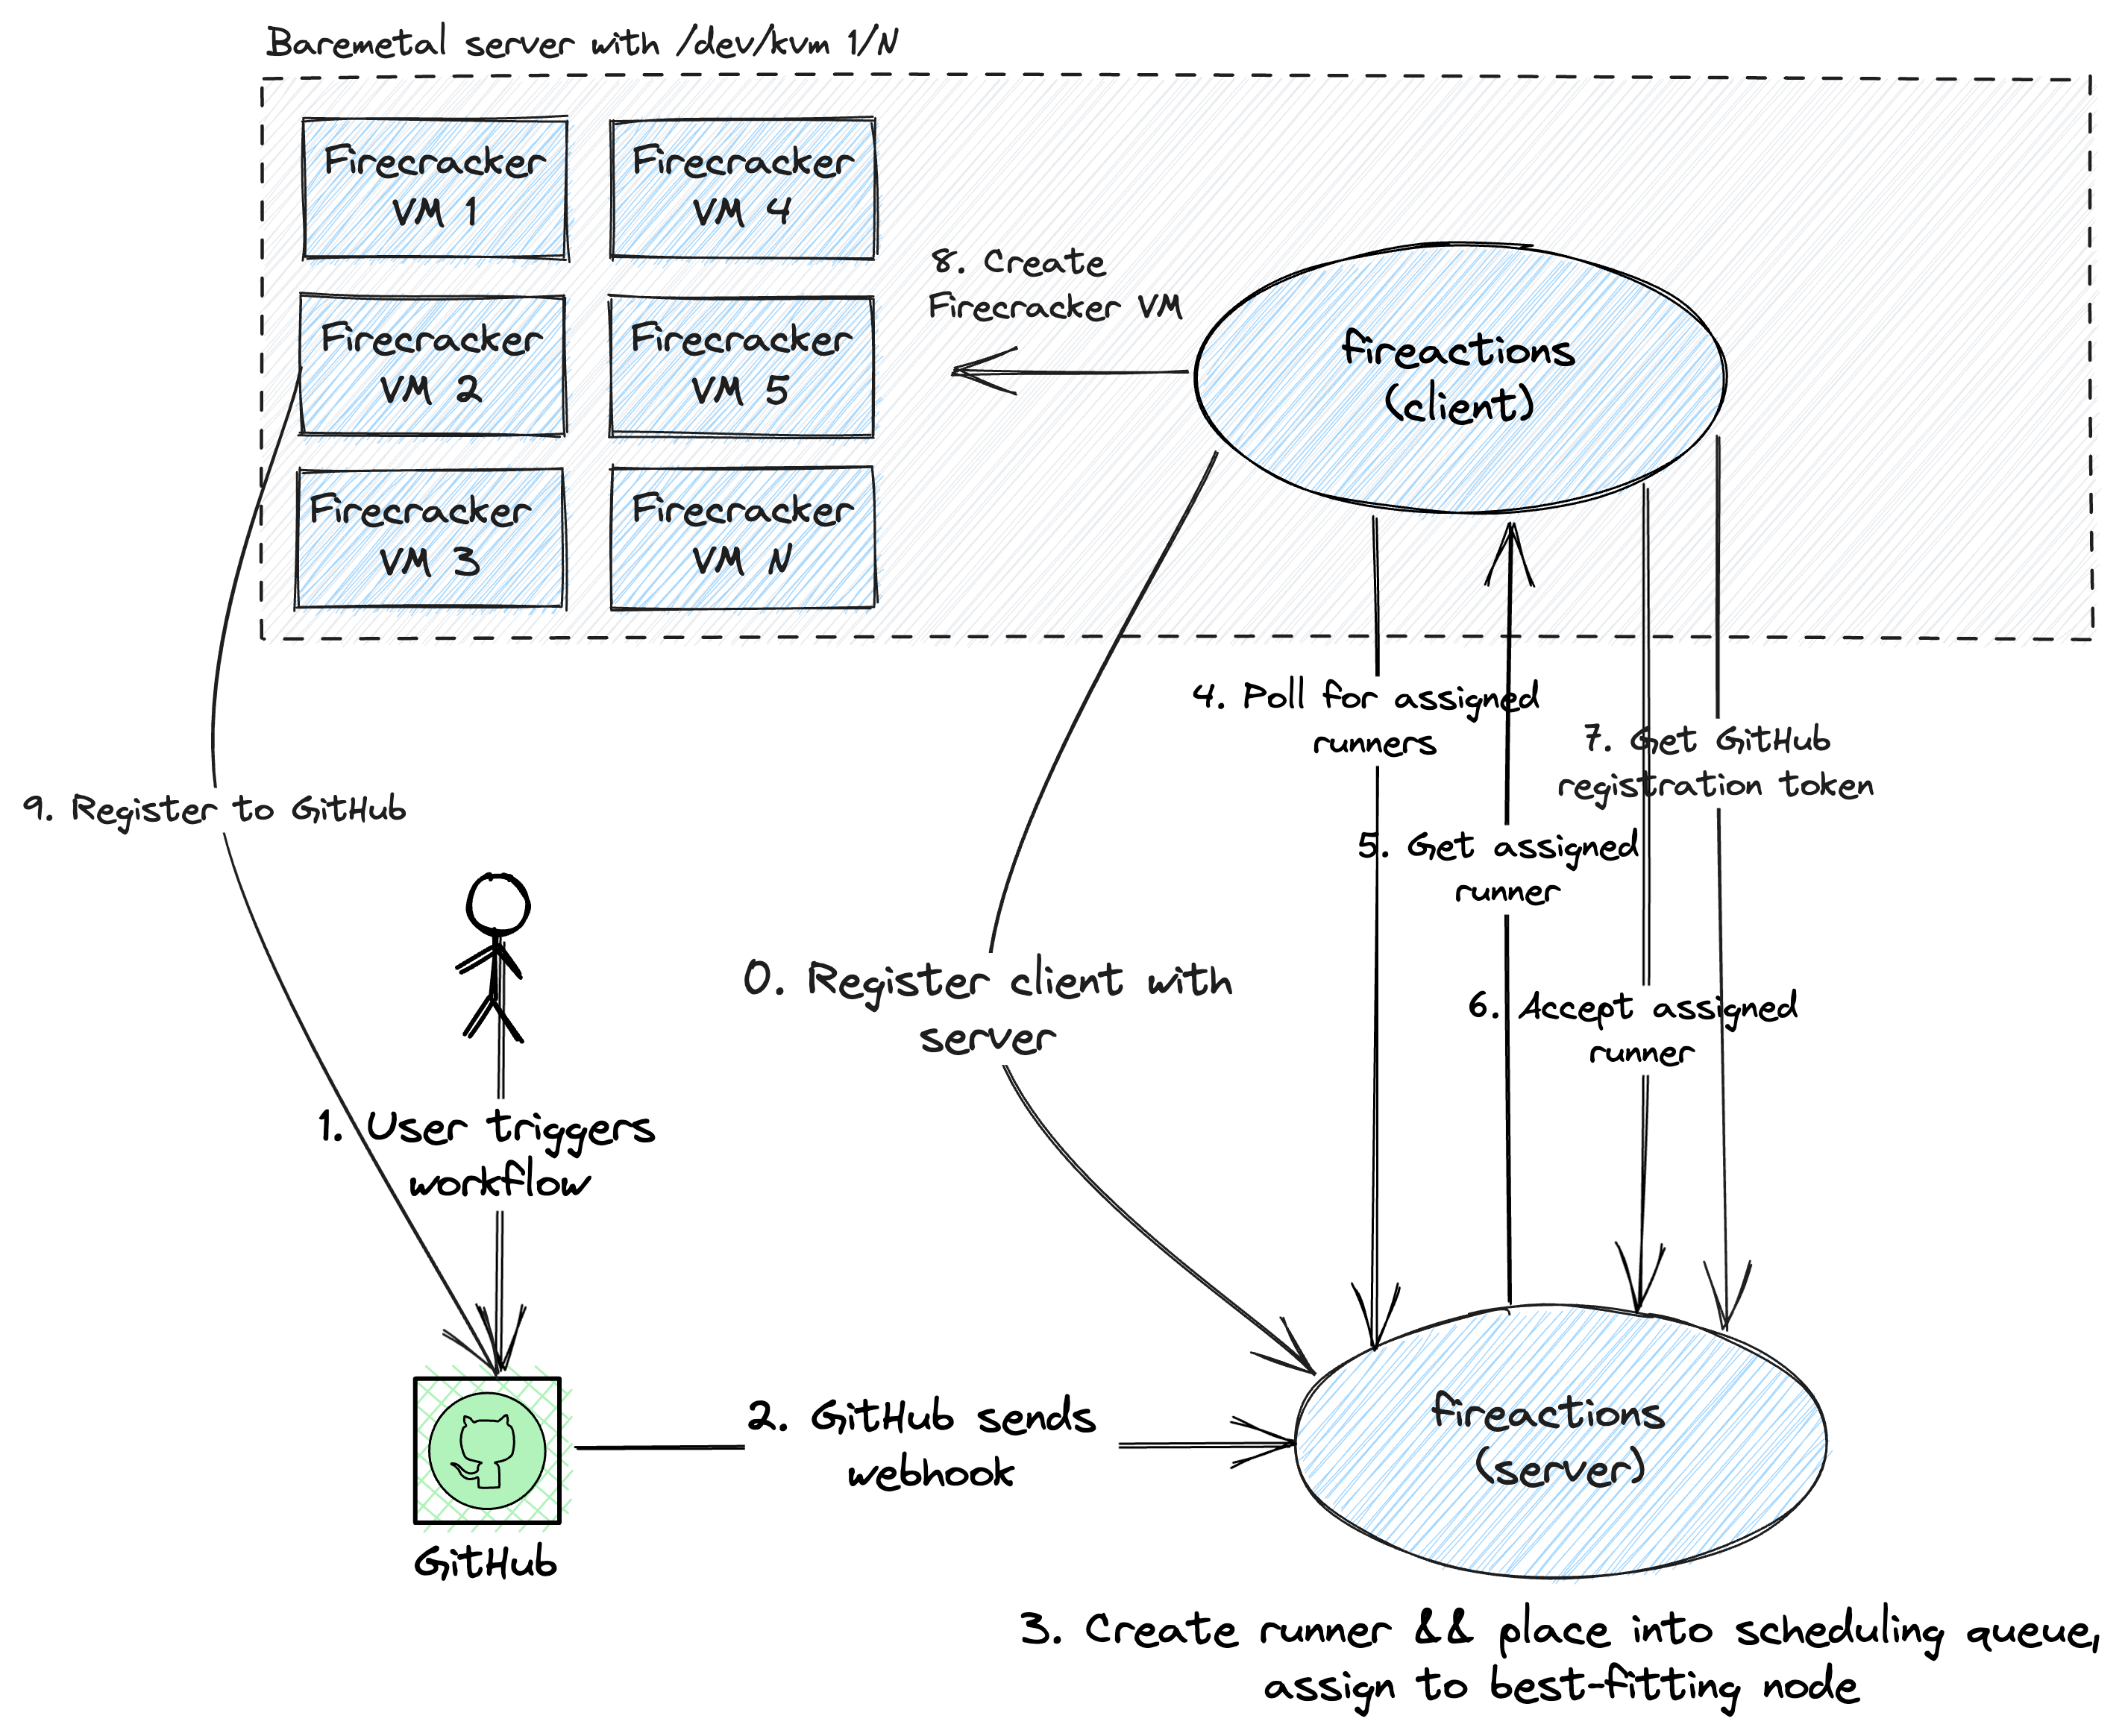 Baremetal server with /dev/kvm 1/N
Firecracker
VM 1
Firecracker
VM 4
8. Create
Firecracker VM
Firecracker
VM 2
Firecracker
VM 5
fireactions
(client)
Firecracker
VM 3
Firecracker
VM N
4. Poll for assigned
runners
7. Get GitHub
registration token
9. Register to GitHub
5. Get assigned
runner
0. Register client with
server
6. Accept assigned
runner
1. User triggers
workflow
2. GitHub sends
webhook
fireactions
(server)
GitHub
3. Create runner && place into scheduling queue,
assign to best-fitting node